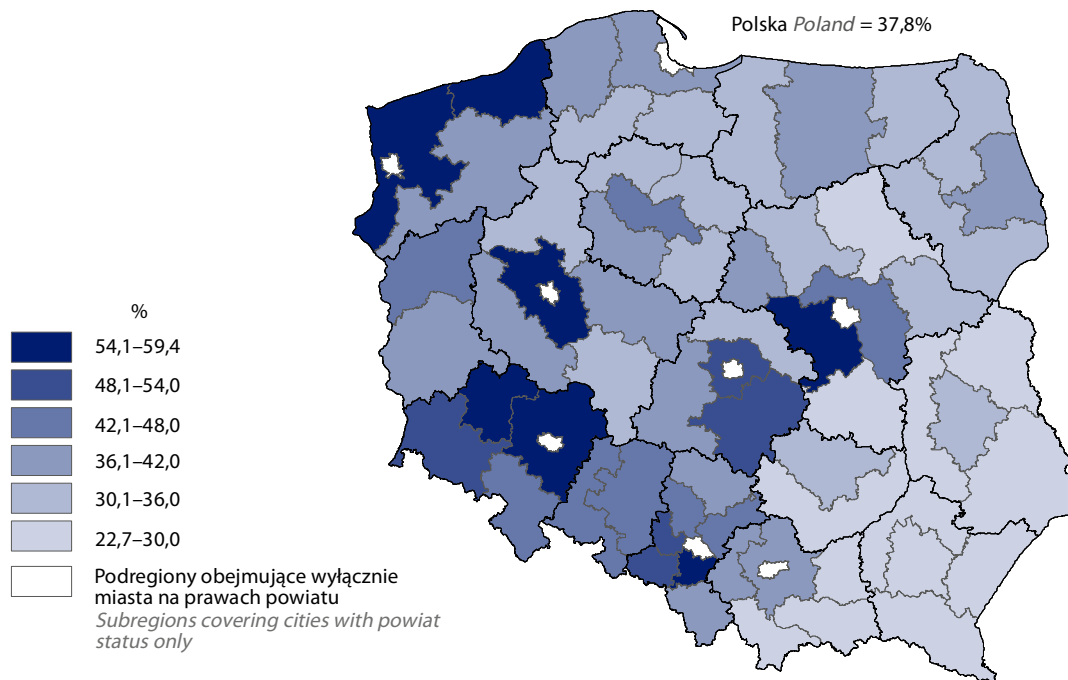 Polska Poland = 37,8%
%
54,1–59,4
48,1–54,0
42,1–48,0
36,1–42,0
30,1–36,0
22,7–30,0
Podregiony obejmujące wyłącznie
miasta na prawach powiatu
Subregions covering cities with powiat
status only